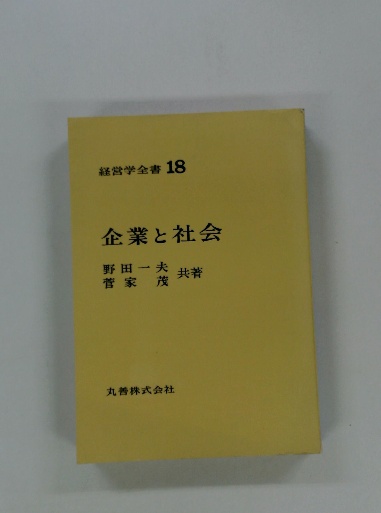 経営学全書 18
企業と社会
野田一夫
菅家 茂
共著
丸善株式会社